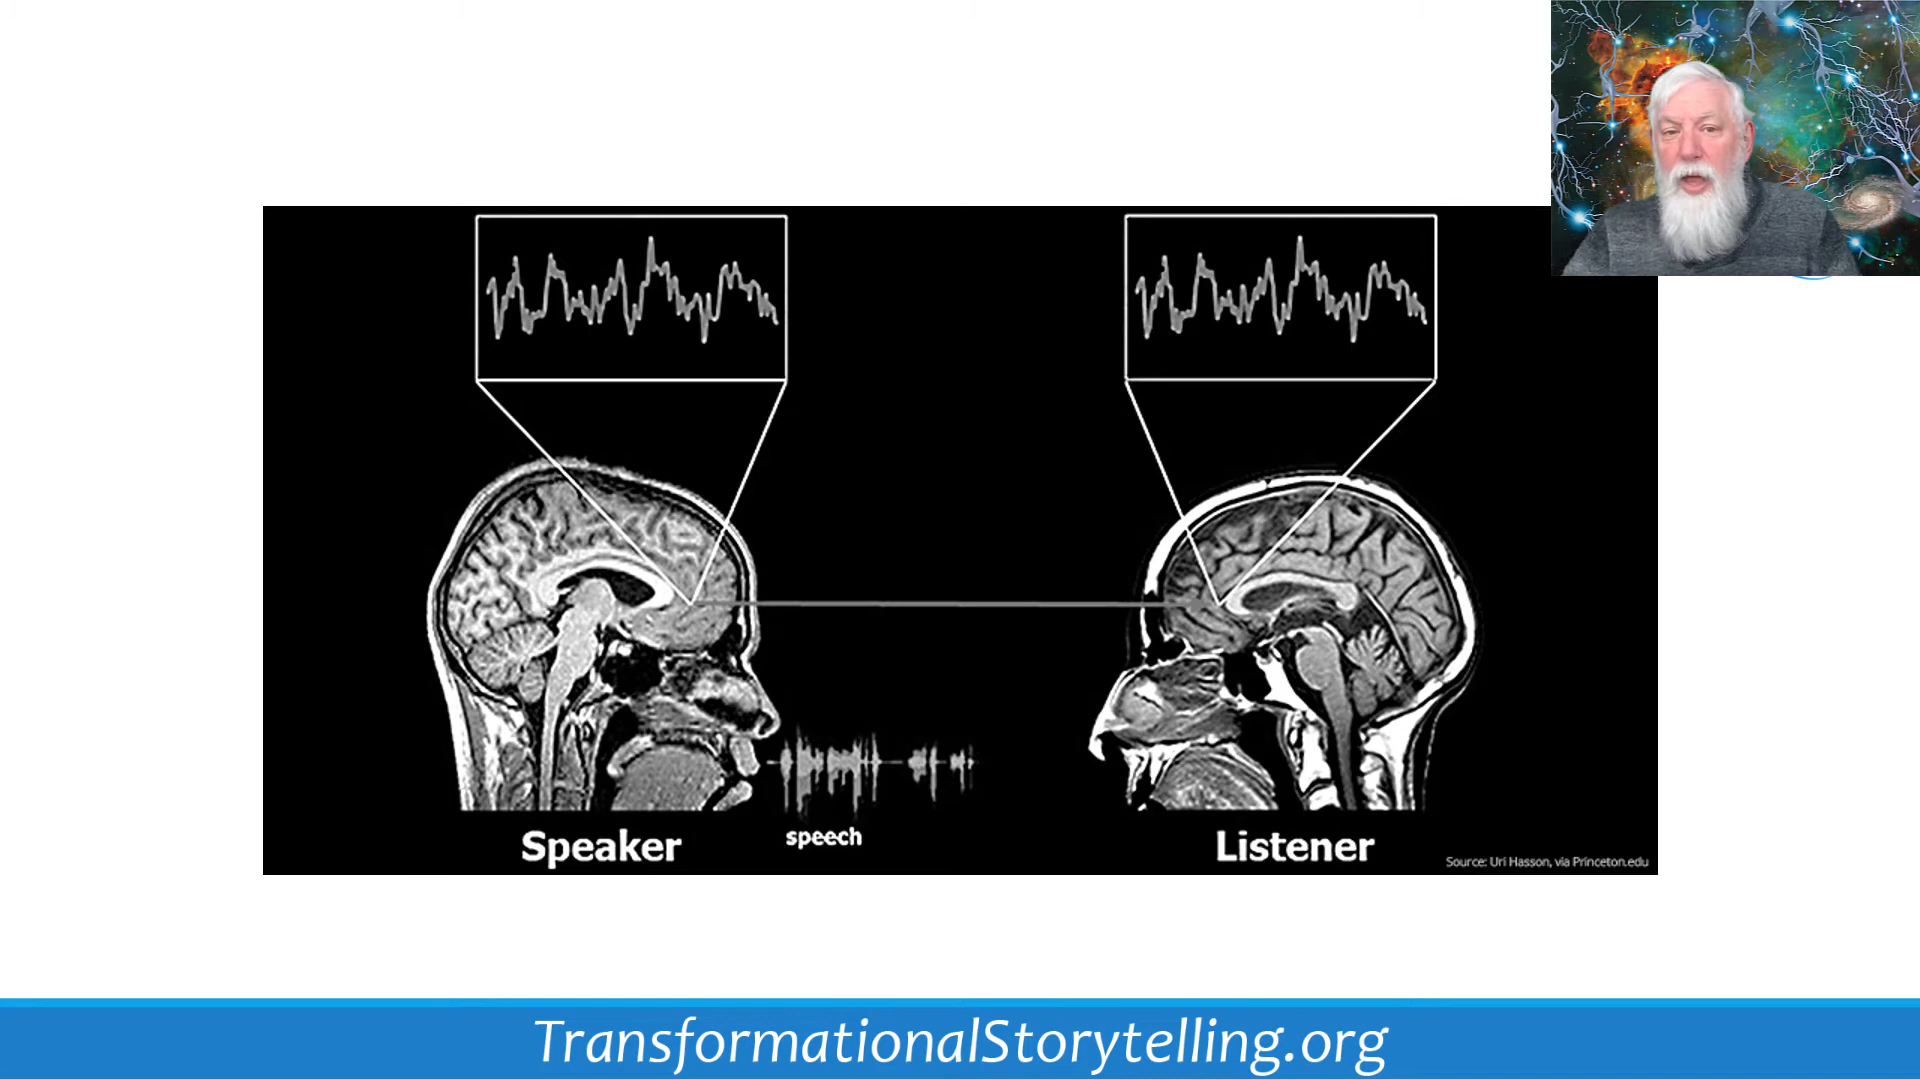 Speaker
speech
Listener
Source: Uri Hasson, via Princeton.edu
TransformationalStorytelling.org